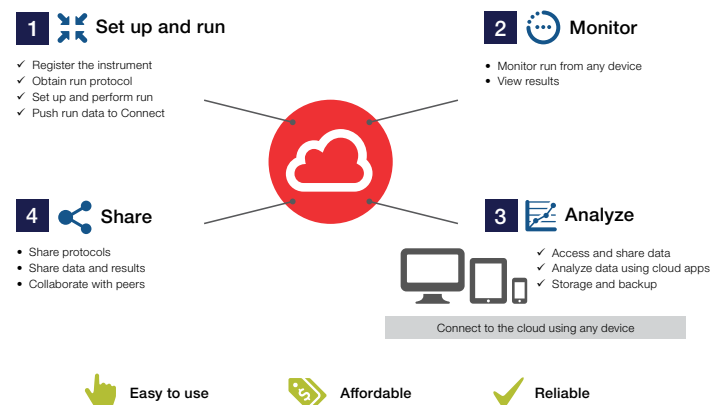 1 Set up and run
✓ Register the instrument
✓ Obtain run protocol
✓ Set up and perform run
✓ Push run data to Connect
2 Monitor
• Monitor run from any device
• View results
4 Share
• Share protocols
• Share data and results
• Collaborate with peers
3 Analyze
✓ Access and share data
✓ Analyze data using cloud apps
✓ Storage and backup
Connect to the cloud using any device
Easy to use
$ Affordable
Reliable